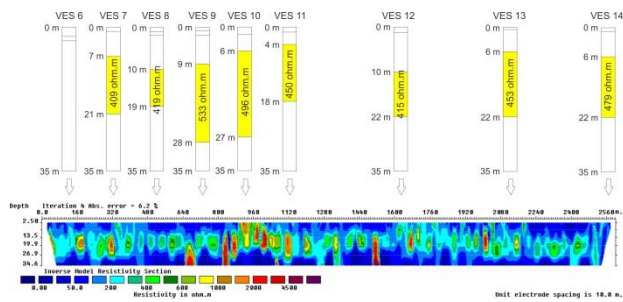 VES 6 VES 7 VES 8 VES 9 VES 10 VES 11 VES 12 VES 13 VES 14
0 m 0 m 0 m 0 m 0 m 0 m 0 m 0 m 0 m
4 m
6 m 6 m 6 m
7 m
9 m
10 m 10 m
409 ohm.m 419 ohm.m 533 ohm.m 496 ohm.m 450 ohm.m 415 ohm.m 453 ohm.m 479 ohm.m
18 m
19 m
21 m
22 m 22 m 22 m
27 m
28 m
35 m 35 m 35 m 35 m 35 m 35 m 35 m 35 m 35 m
Depth Iteration 4 Abs. error = 6.2 %
0.0 160 320 480 640 800 960 1120 1280 1440 1600 1760 1920 2080 2240 2400 2560 m.
2.50
13.5
19.9
26.9
34.6
Inverse Model Resistivity Section
0.00 50.0 200 400 600 1000 2000 4500
Resistivity in ohm.m
Unit electrode spacing is 10.0 m.